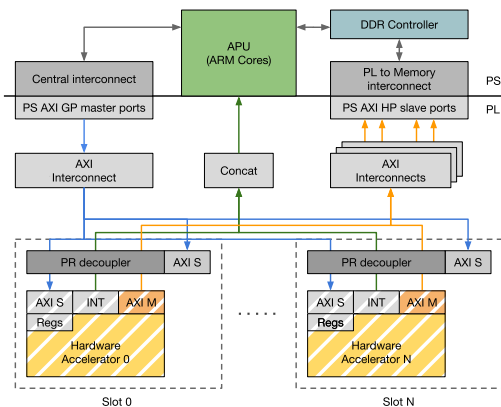 APU
(ARM Cores)
DDR Controller
Central interconnect
PL to Memory
interconnect
PS
PS AXI GP master ports
PS AXI HP slave ports
PL
AXI
Interconnect
Concat
AXI
Interconnects
PR decoupler
AXI S
PR decoupler
AXI S
AXI S
INT
AXI M
AXI S
INT
AXI M
Regs
Regs
Hardware
Accelerator 0
Hardware
Accelerator N
Slot 0
Slot N